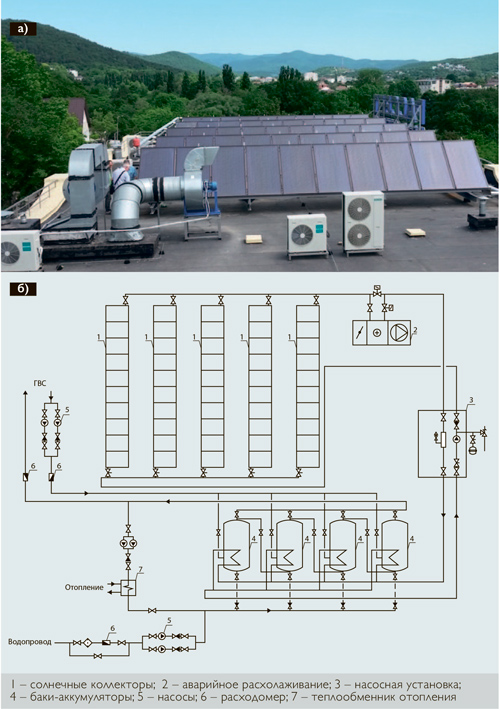 а)
б)
1
1
1
1
1
2
ГВС
5
3
6
6
4
4
4
4
7
Отопление
5
6
Водопровод
1 – солнечные коллекторы; 2 – аварийное расхолаживание; 3 – насосная установка;
4 – баки-аккумуляторы; 5 – насосы; 6 – расходомер; 7 – теплообменник отопления